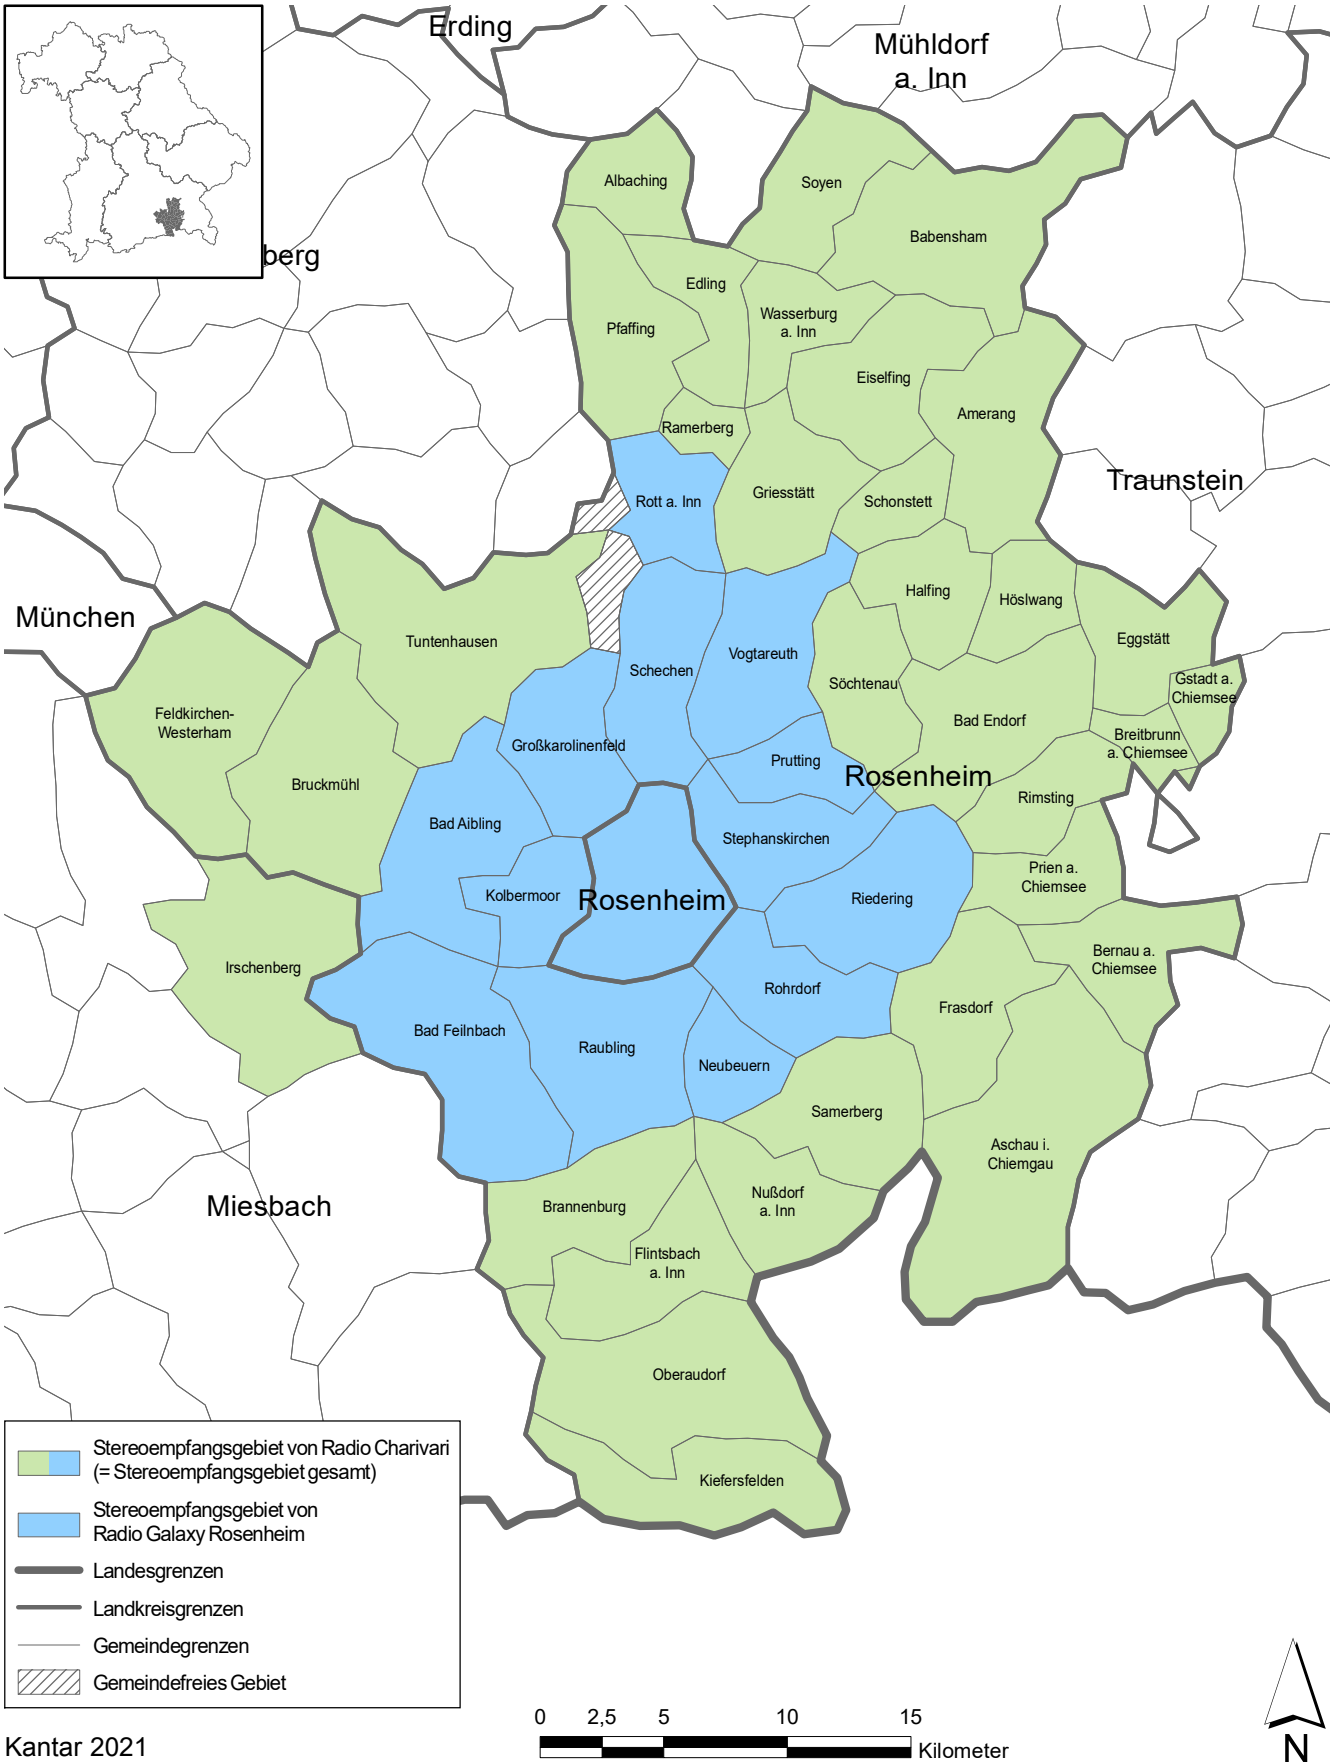 Erding
Mühldorf
a. Inn
berg
Albaching
Soyen
Babensham
Edling
Pfaffing
Wasserburg
a. Inn
Eiselfing
Amerang
Ramerberg
Traunstein
Rott a. Inn
Griesstätt
Schonstett
München
Halfing
Höslwang
Tuntenhausen
Eggstätt
Schechen
Vogtareuth
Söchtenau
Gstadt a.
Chiemsee
Feldkirchen-
Westerham
Bad Endorf
Großkarolinenfeld
Breitbrunn
a. Chiemsee
Prutting
Rosenheim
Bruckmühl
Rimsting
Bad Aibling
Stephanskirchen
Prien a.
Chiemsee
Kolbermoor
Rosenheim
Riedering
Irschenberg
Bernau a.
Chiemsee
Rohrdorf
Frasdorf
Bad Feilnbach
Raubling
Neubeuern
Samerberg
Aschau i.
Chiemgau
Miesbach
Brannenburg
Nußdorf
a. Inn
Flintsbach
a. Inn
Oberaudorf
Kiefersfelden
Stereoempfangsgebiet von Radio Charivari
(= Stereoempfangsgebiet gesamt)
Stereoempfangsgebiet von
Radio Galaxy Rosenheim
Landesgrenzen
Landkreisgrenzen
Gemeindegrenzen
Gemeindefreies Gebiet
0 2,5 5 10 15
Kilometer
N
Kantar 2021